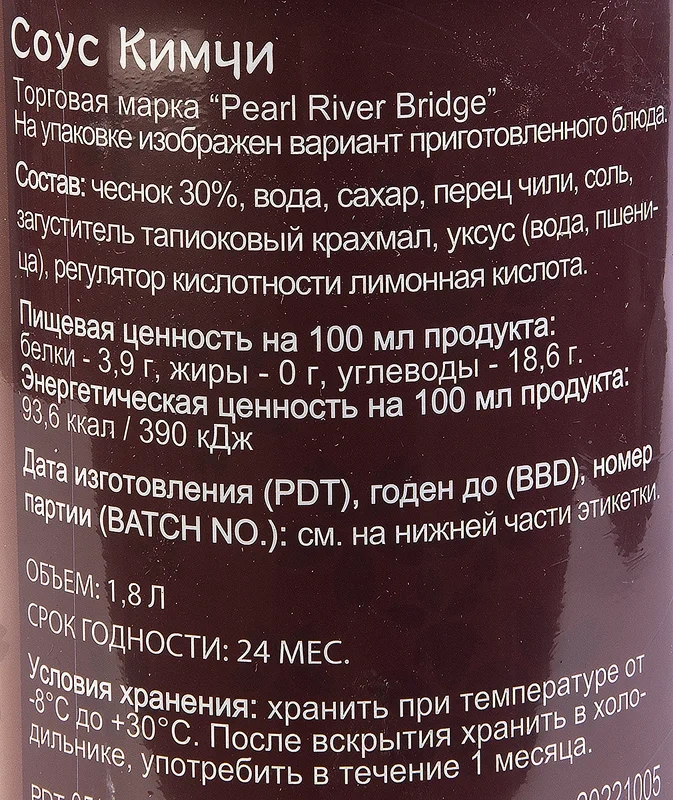 Соус Кимчи
Торговая марка “Pearl River Bridge”
На упаковке изображен вариант приготовленного блюда.
Состав: чеснок 30%, вода, сахар, перец чили, соль,
загуститель тапиоковый крахмал, уксус (вода, пшени-
ца), регулятор кислотности лимонная кислота.
Пищевая ценность на 100 мл продукта:
белки - 3,9 г, жиры - 0 г, углеводы - 18,6 г.
Энергетическая ценность на 100 мл продукта:
93,6 ккал / 390 кДж
Дата изготовления (PDT), годен до (BBD), номер
партии (BATCH NO.): см. на нижней части этикетки.
ОБЪЕМ: 1,8 Л
СРОК ГОДНОСТИ: 24 МЕС.
Условия хранения: хранить при температуре от
-8°С до +30°С. После вскрытия хранить в холо-
дильнике, употребить в течение 1 месяца.